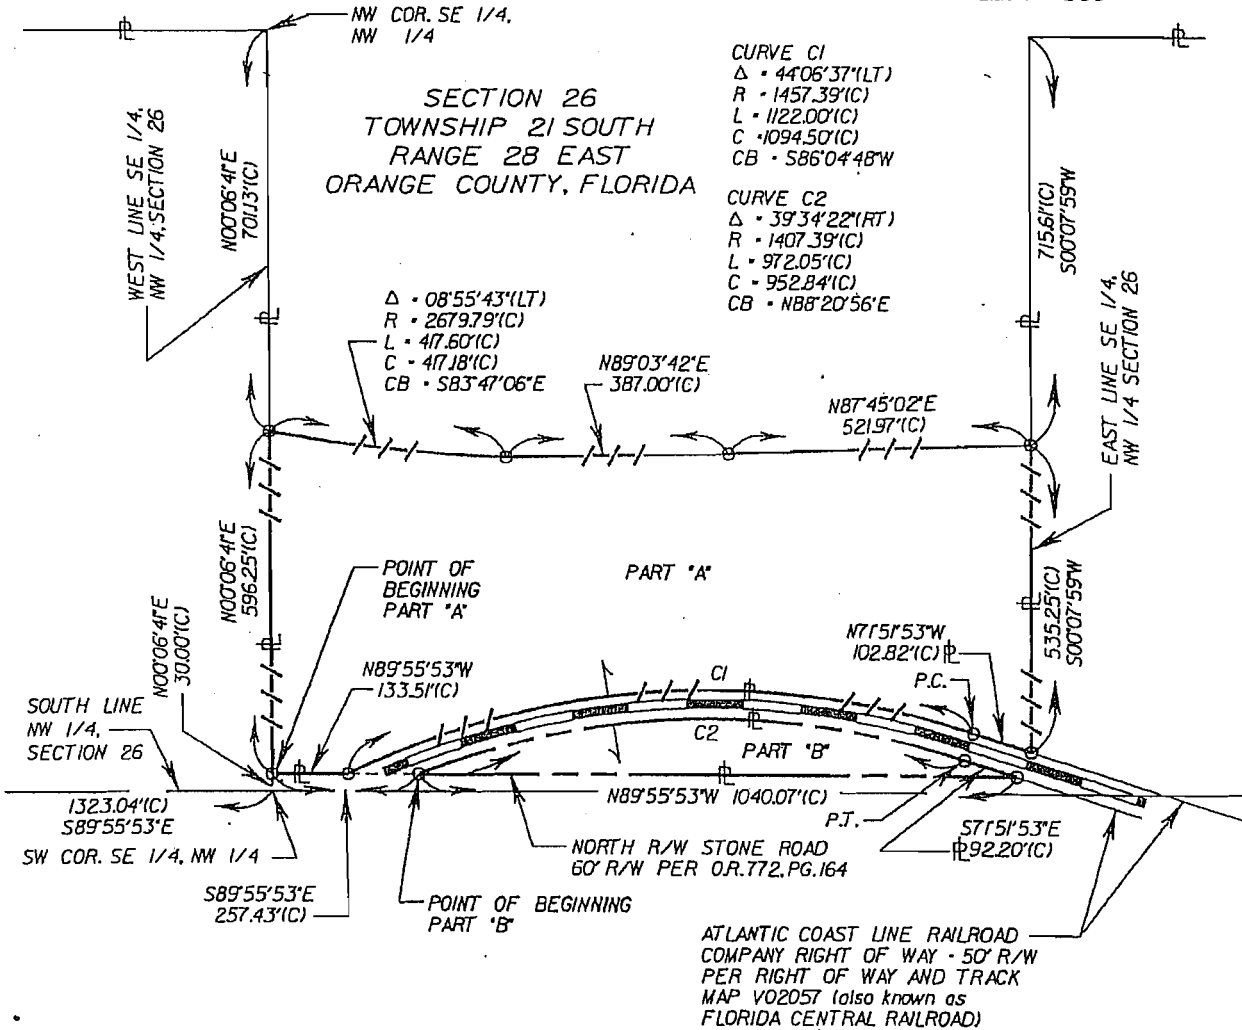 NW COR. SE 1/4,
NW 1/4
SECTION 26
TOWNSHIP 21 SOUTH
RANGE 28 EAST
ORANGE COUNTY, FLORIDA
CURVE C1
Δ = 44°06'37"(LT)
R = 1457.39'(C)
L = 1122.00'(C)
C = 1094.50'(C)
CB = S86°04'48"W
CURVE C2
Δ = 39°34'22"(RT)
R = 1407.39'(C)
L = 972.05'(C)
C = 952.84'(C)
CB = N88°20'56"E
WEST LINE SE 1/4,
NW 1/4, SECTION 26
N00°06'41"E
701.13'(C)
715.61'(C)
S00°07'59"W
EAST LINE SE 1/4,
NW 1/4 SECTION 26
Δ = 08°55'43"(LT)
R = 2679.79'(C)
L = 417.60'(C)
C = 417.18'(C)
CB = S83°47'06"E
N89°03'42"E
387.00'(C)
N87°45'02"E
521.97'(C)
N00°06'41"E
596.25'(C)
POINT OF
BEGINNING
PART "A"
PART "A"
535.25'(C)
S00°07'59"W
N00°06'41"E
30.00'(C)
N89°55'53"W
133.51'(C)
N71°51'53"W
102.82'(C) PL
P.C.
C1
C2
PART "B"
SOUTH LINE
NW 1/4,
SECTION 26
1323.04'(C)
S89°55'53"E
SW COR. SE 1/4, NW 1/4
N89°55'53"W 1040.07'(C)
P.T.
S71°51'53"E
PL 92.20'(C)
NORTH R/W STONE ROAD
60' R/W PER O.R.772, PG.164
S89°55'53"E
257.43'(C)
POINT OF BEGINNING
PART "B"
ATLANTIC COAST LINE RAILROAD
COMPANY RIGHT OF WAY - 50' R/W
PER RIGHT OF WAY AND TRACK
MAP V02057 (also known as
FLORIDA CENTRAL RAILROAD)